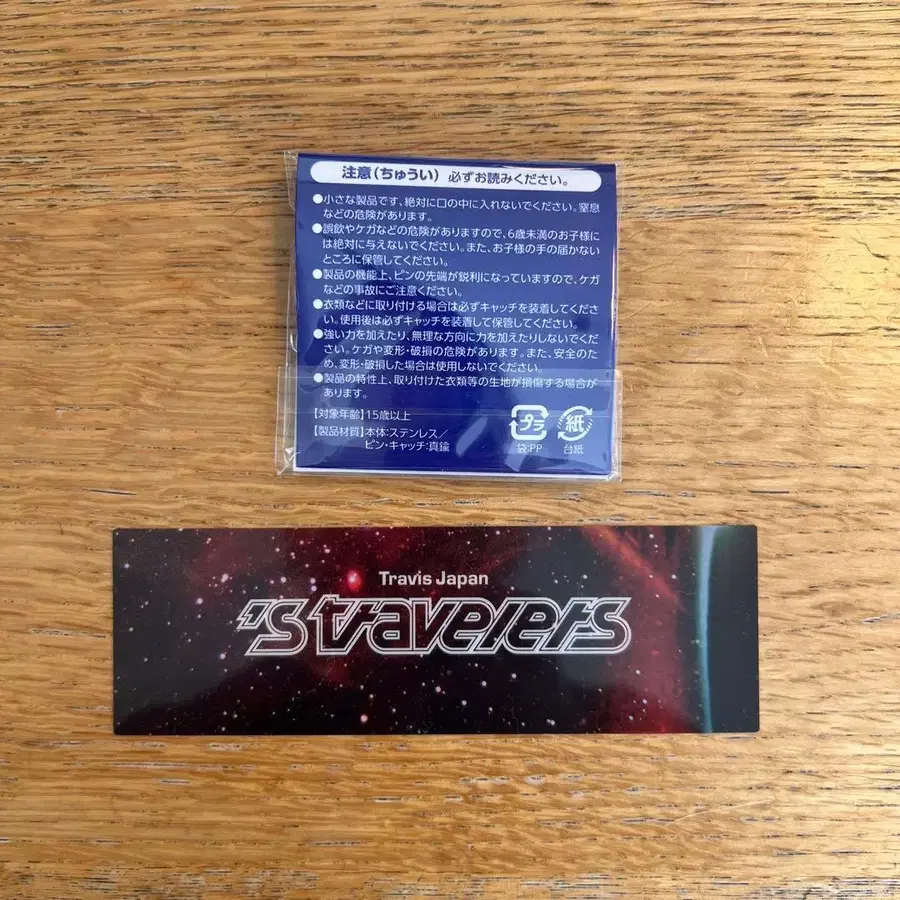 注意(ちゅうい) 必ずお読みください。
●小さな製品です、絶対に口の中に入れないでください。窒息
などの危険があります。
●誤飲やケガなどの危険がありますので、6歳未満のお子様に
は絶対に与えないでください。また、お子様の手の届かない
ところに保管してください。
●製品の機能上、ピンの先端が鋭利になっていますので、ケガ
などの事故にご注意ください。
●衣類などに取り付ける場合は必ずキャッチを装着してくださ
い。使用後は必ずキャッチを装着して保管してください。
●強い力を加えたり、無理な方向に力を加えたりしないでくだ
さい。ケガや変形・破損の危険があります。また、安全のた
め、変形・破損した場合は使用しないでください。
●製品の特性上、取り付けた衣類等の生地が損傷する場合が
あります。
【対象年齢】15歳以上
【製品材質】本体:ステンレス/
ピン・キャッチ:真鍮
プラ
袋:PP
紙
台紙
Travis Japan
's travelers